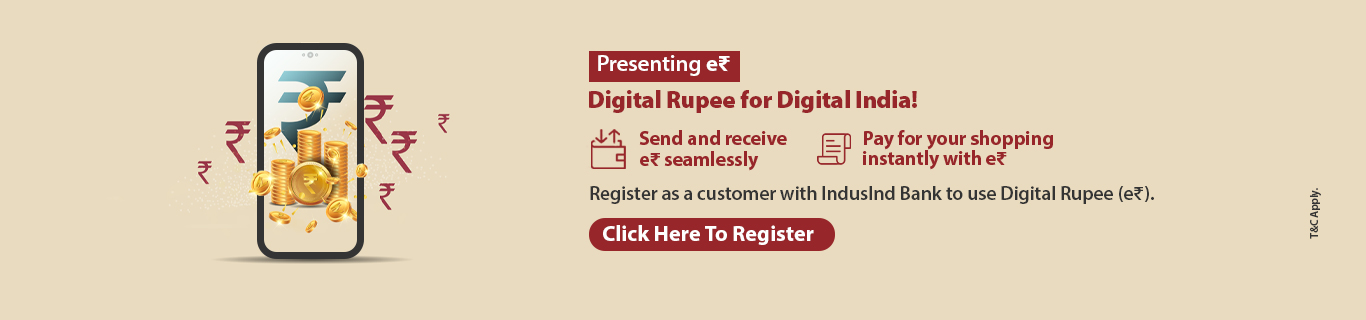 Presenting e₹
Digital Rupee for Digital India!
Send and receive
e₹ seamlessly
Pay for your shopping
instantly with e₹
Register as a customer with IndusInd Bank to use Digital Rupee (e₹).
Click Here To Register
T&C Apply.